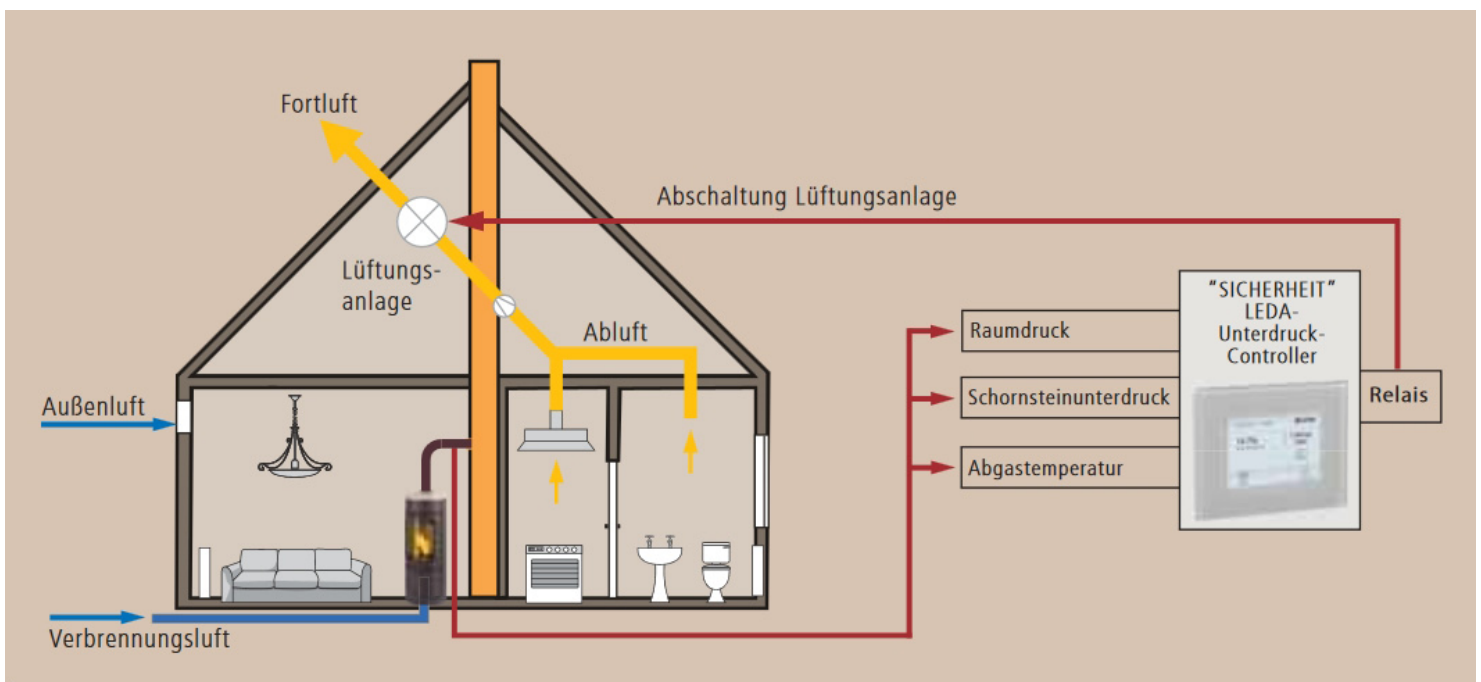 Fortluft
Abschaltung Lüftungsanlage
Lüftungs-
anlage
Abluft
Außenluft
Verbrennungsluft
Raumdruck
Schornsteinunterdruck
Abgastemperatur
"SICHERHEIT"
LEDA-
Unterdruck-
Controller
Relais